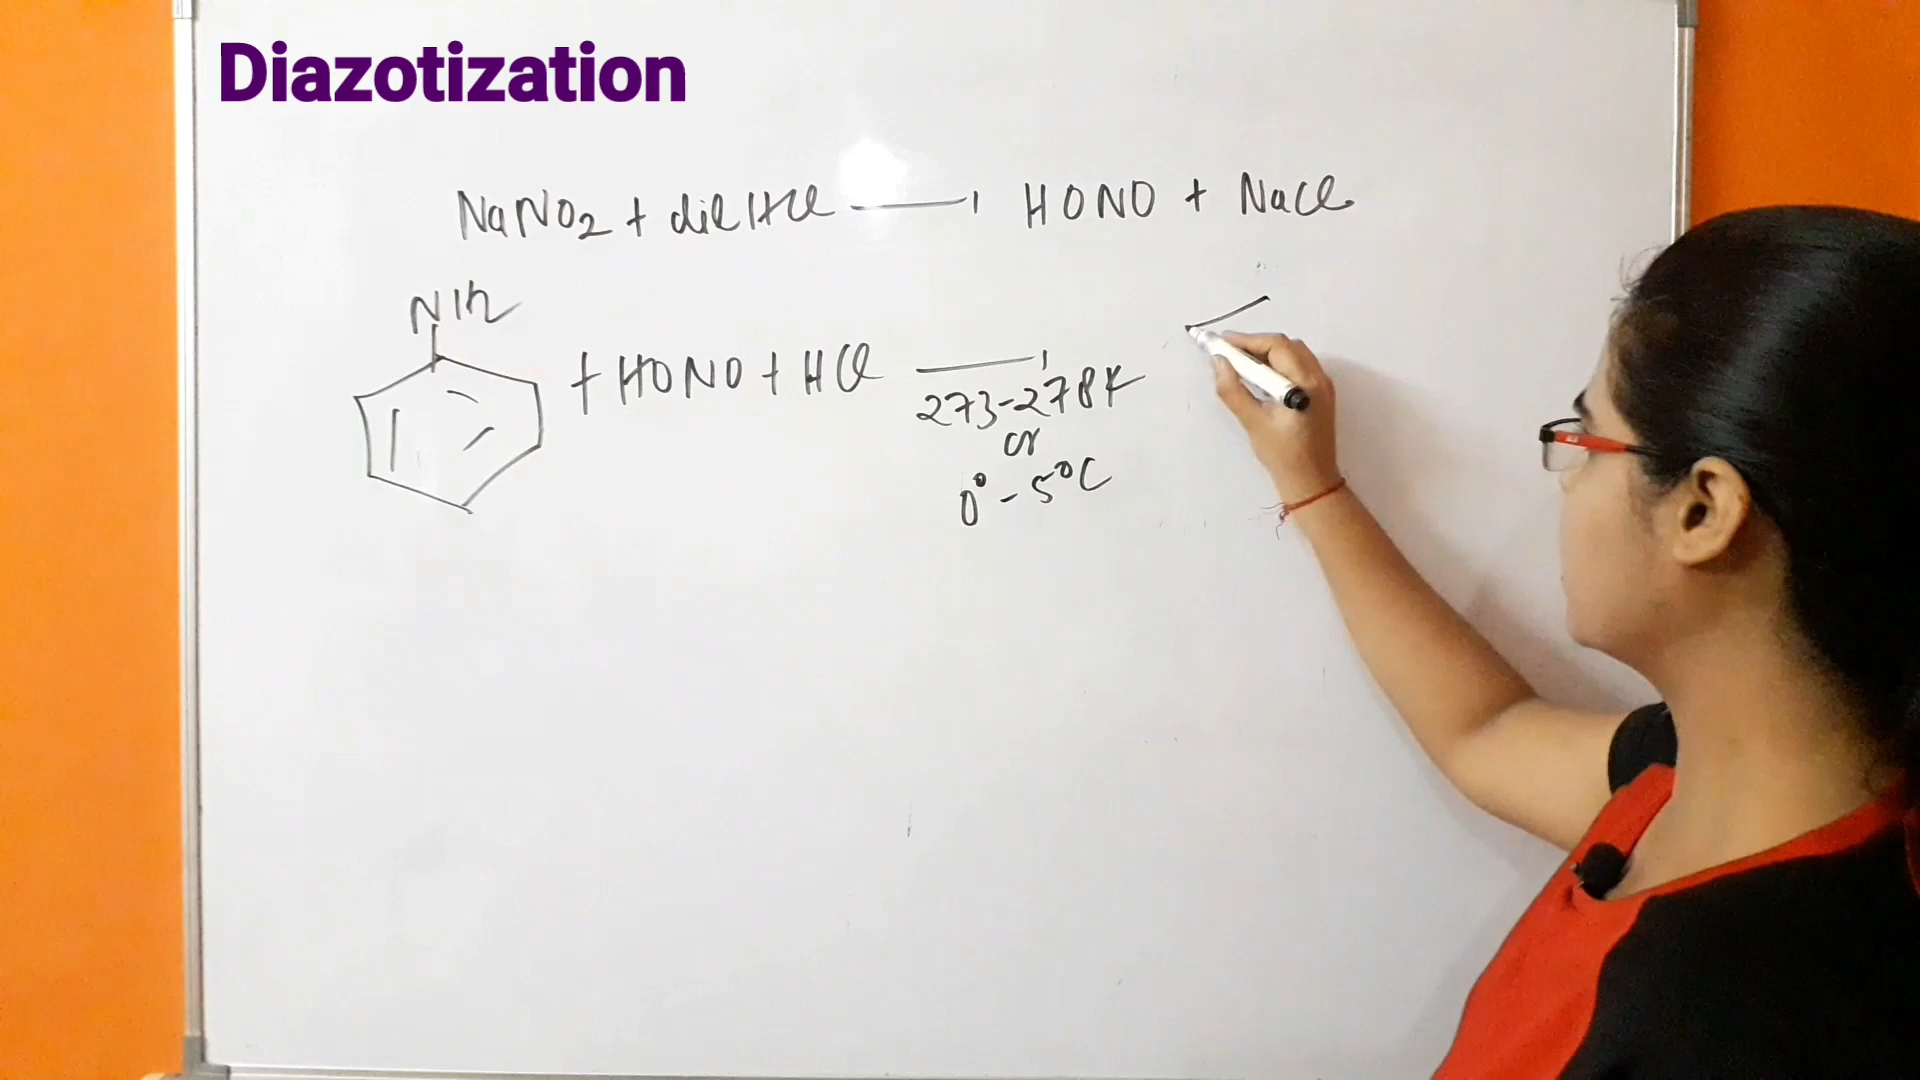 Diazotization
NaNO2 + dil HCl → HONO + NaCl
NH2
+ HONO + HCl →
273-278K
or
0° - 5°C